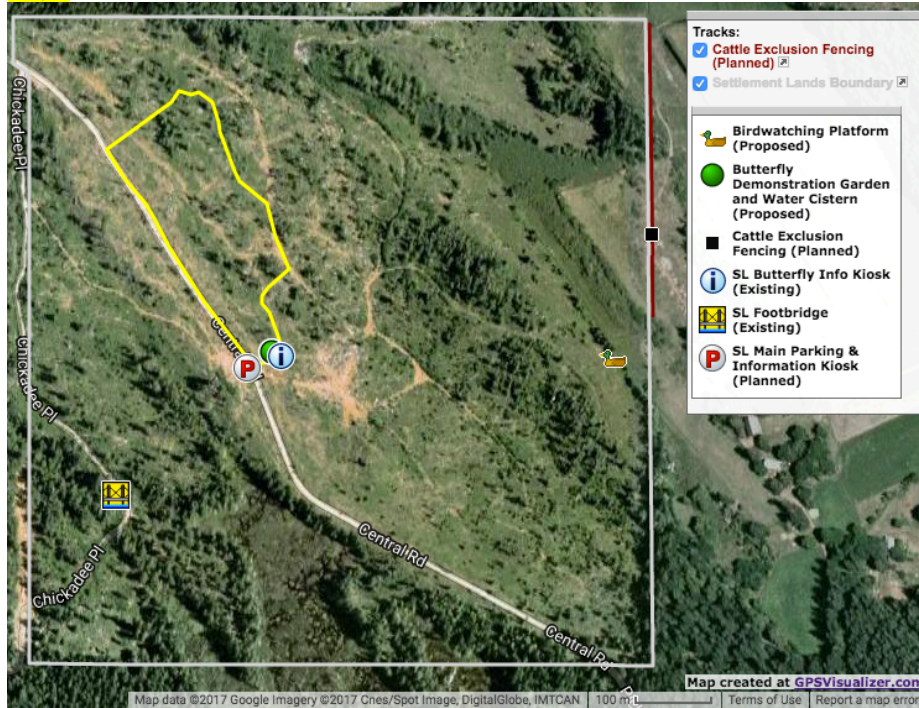 Tracks:
Cattle Exclusion Fencing
(Planned)
Settlement Lands Boundary
Birdwatching Platform
(Proposed)
Butterfly
Demonstration Garden
and Water Cistern
(Proposed)
Cattle Exclusion
Fencing (Planned)
i
SL Butterfly Info Kiosk
(Existing)
SL Footbridge
(Existing)
P
SL Main Parking &
Information Kiosk
(Planned)
Chickadee Pl
Central
P
i
Chickadee Pl
Central Rd
Chickadee Pl
Central Rd
Map created at GPSVisualizer.com
Map data ©2017 Google Imagery ©2017 Cnes/Spot Image, DigitalGlobe, IMTCAN
100 m
Terms of Use
Report a map error